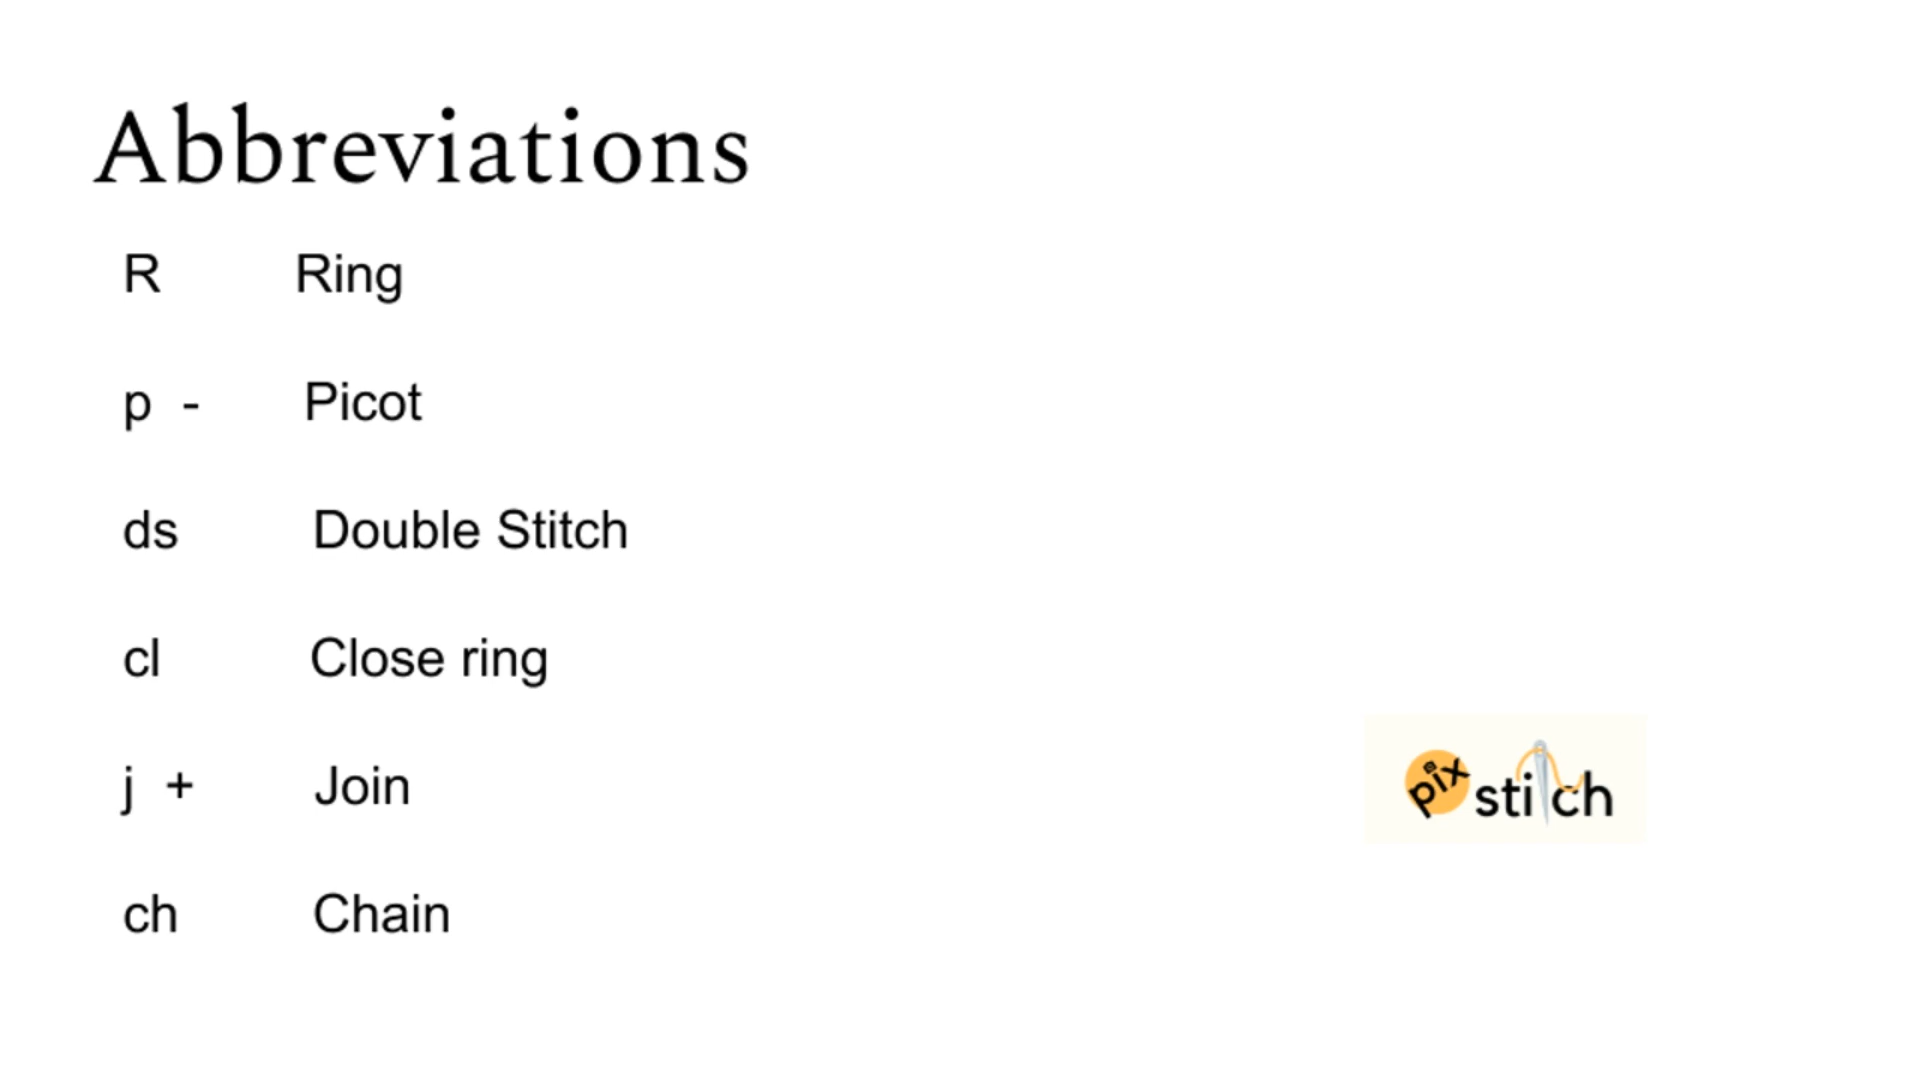 Abbreviations
R Ring
p - Picot
ds Double Stitch
cl Close ring
j + Join
ch Chain
pix stitch